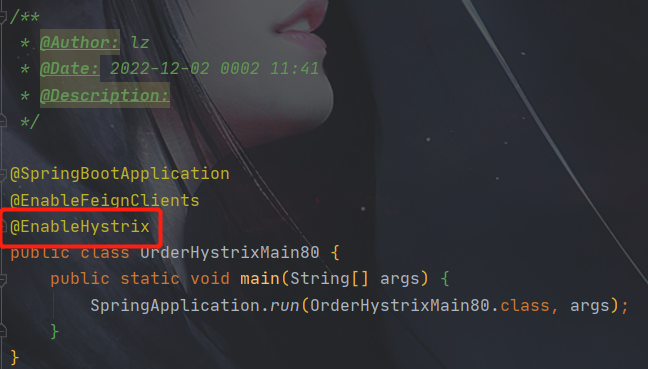 /**
* @Author: lz
* @Date: 2022-12-02 0002 11:41
* @Description:
*/
@SpringBootApplication
@EnableFeignClients
@EnableHystrix
public class OrderHystrixMain80 {
public static void main(String[] args) {
SpringApplication.run(OrderHystrixMain80.class, args);
}
}